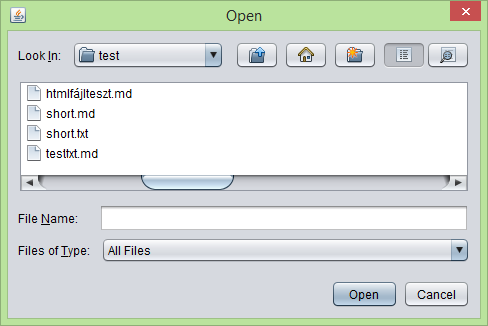 Open
Look In:
test
htmlfájlteszt.md
short.md
short.txt
testtxt.md
File Name:
Files of Type:
All Files
Open
Cancel